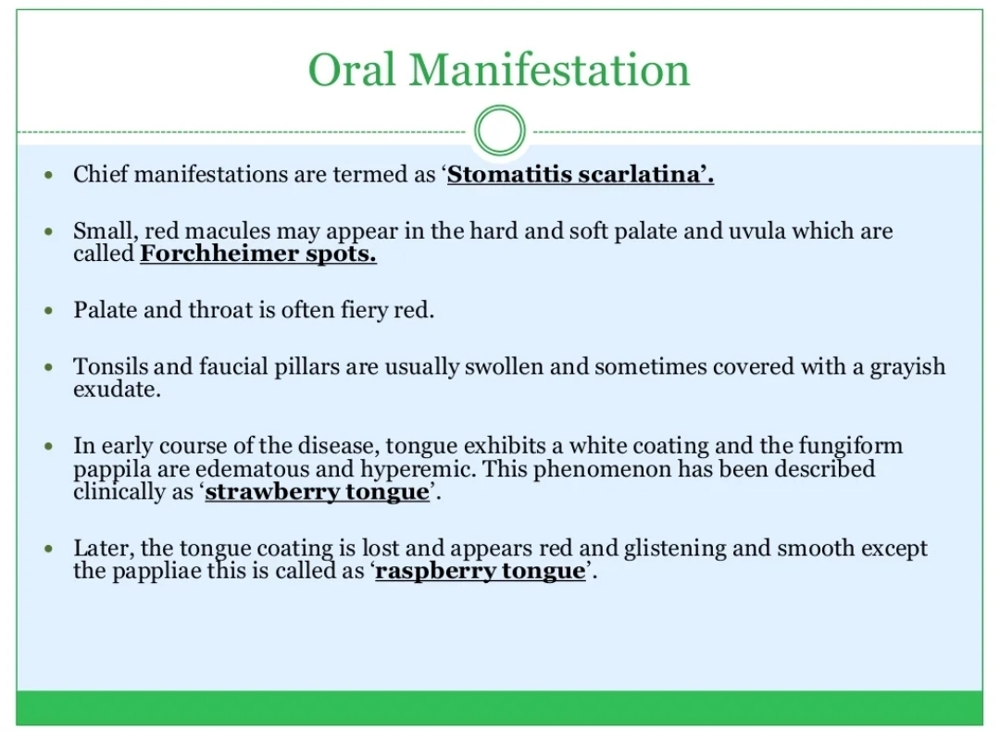 Oral Manifestation
• Chief manifestations are termed as ‘Stomatitis scarlatina’.
• Small, red macules may appear in the hard and soft palate and uvula which are
called Forchheimer spots.
• Palate and throat is often fiery red.
• Tonsils and faucial pillars are usually swollen and sometimes covered with a grayish
exudate.
• In early course of the disease, tongue exhibits a white coating and the fungiform
pappila are edematous and hyperemic. This phenomenon has been described
clinically as ‘strawberry tongue’.
• Later, the tongue coating is lost and appears red and glistening and smooth except
the pappliae this is called as ‘raspberry tongue’.